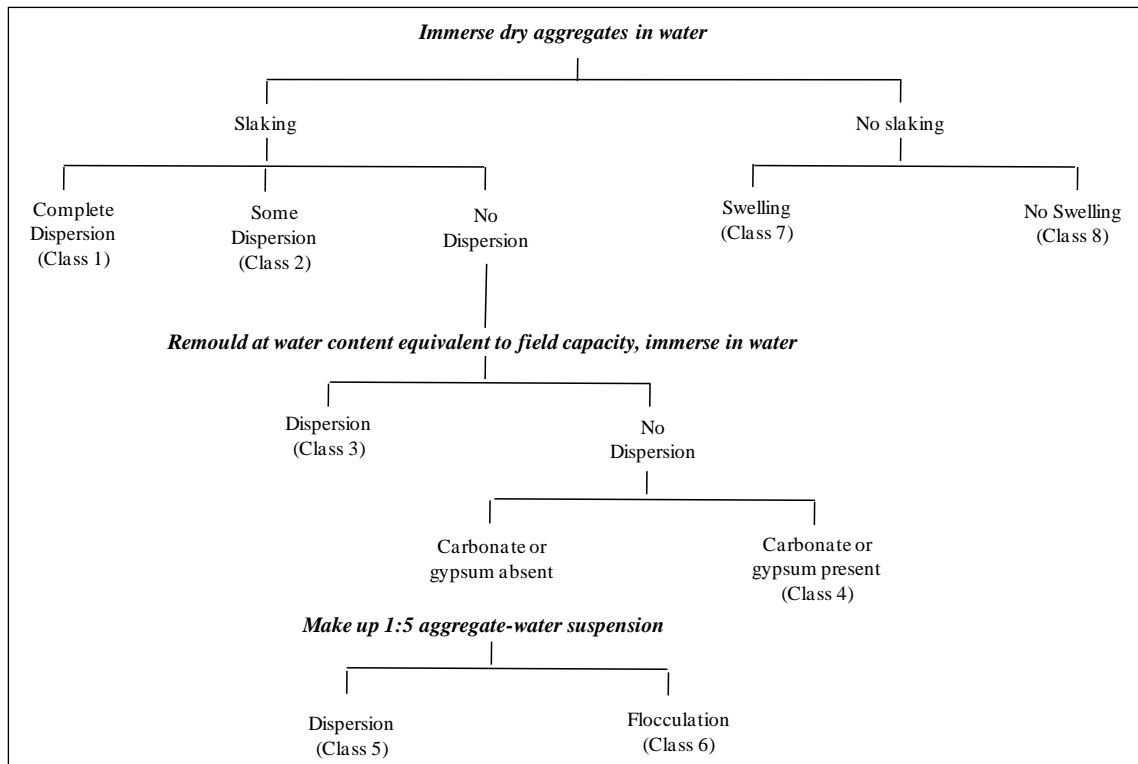 Immerse dry aggregates in water
Slaking
No slaking
Complete
Dispersion
(Class 1)
Some
Dispersion
(Class 2)
No
Dispersion
Swelling
(Class 7)
No Swelling
(Class 8)
Remould at water content equivalent to field capacity, immerse in water
Dispersion
(Class 3)
No
Dispersion
Carbonate or
gypsum absent
Carbonate or
gypsum present
(Class 4)
Make up 1:5 aggregate-water suspension
Dispersion
(Class 5)
Flocculation
(Class 6)